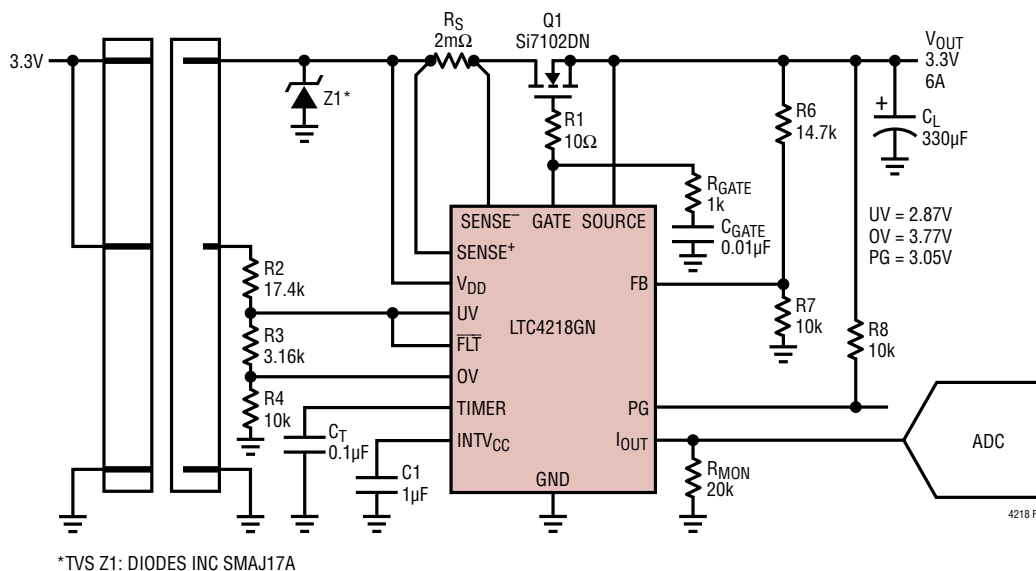 3.3V
Z1*
RS
2mΩ
Q1
Si7102DN
VOUT
3.3V
6A
R1
10Ω
R6
14.7k
+
CL
330µF
RGATE
1k
CGATE
0.01µF
UV = 2.87V
OV = 3.77V
PG = 3.05V
SENSE– GATE SOURCE
SENSE+
VDD
UV
FLT
OV
TIMER
INTVCC
LTC4218GN
FB
PG
IOUT
GND
R2
17.4k
R3
3.16k
R4
10k
R7
10k
R8
10k
CT
0.1µF
C1
1µF
RMON
20k
ADC
4218 F
*TVS Z1: DIODES INC SMAJ17A